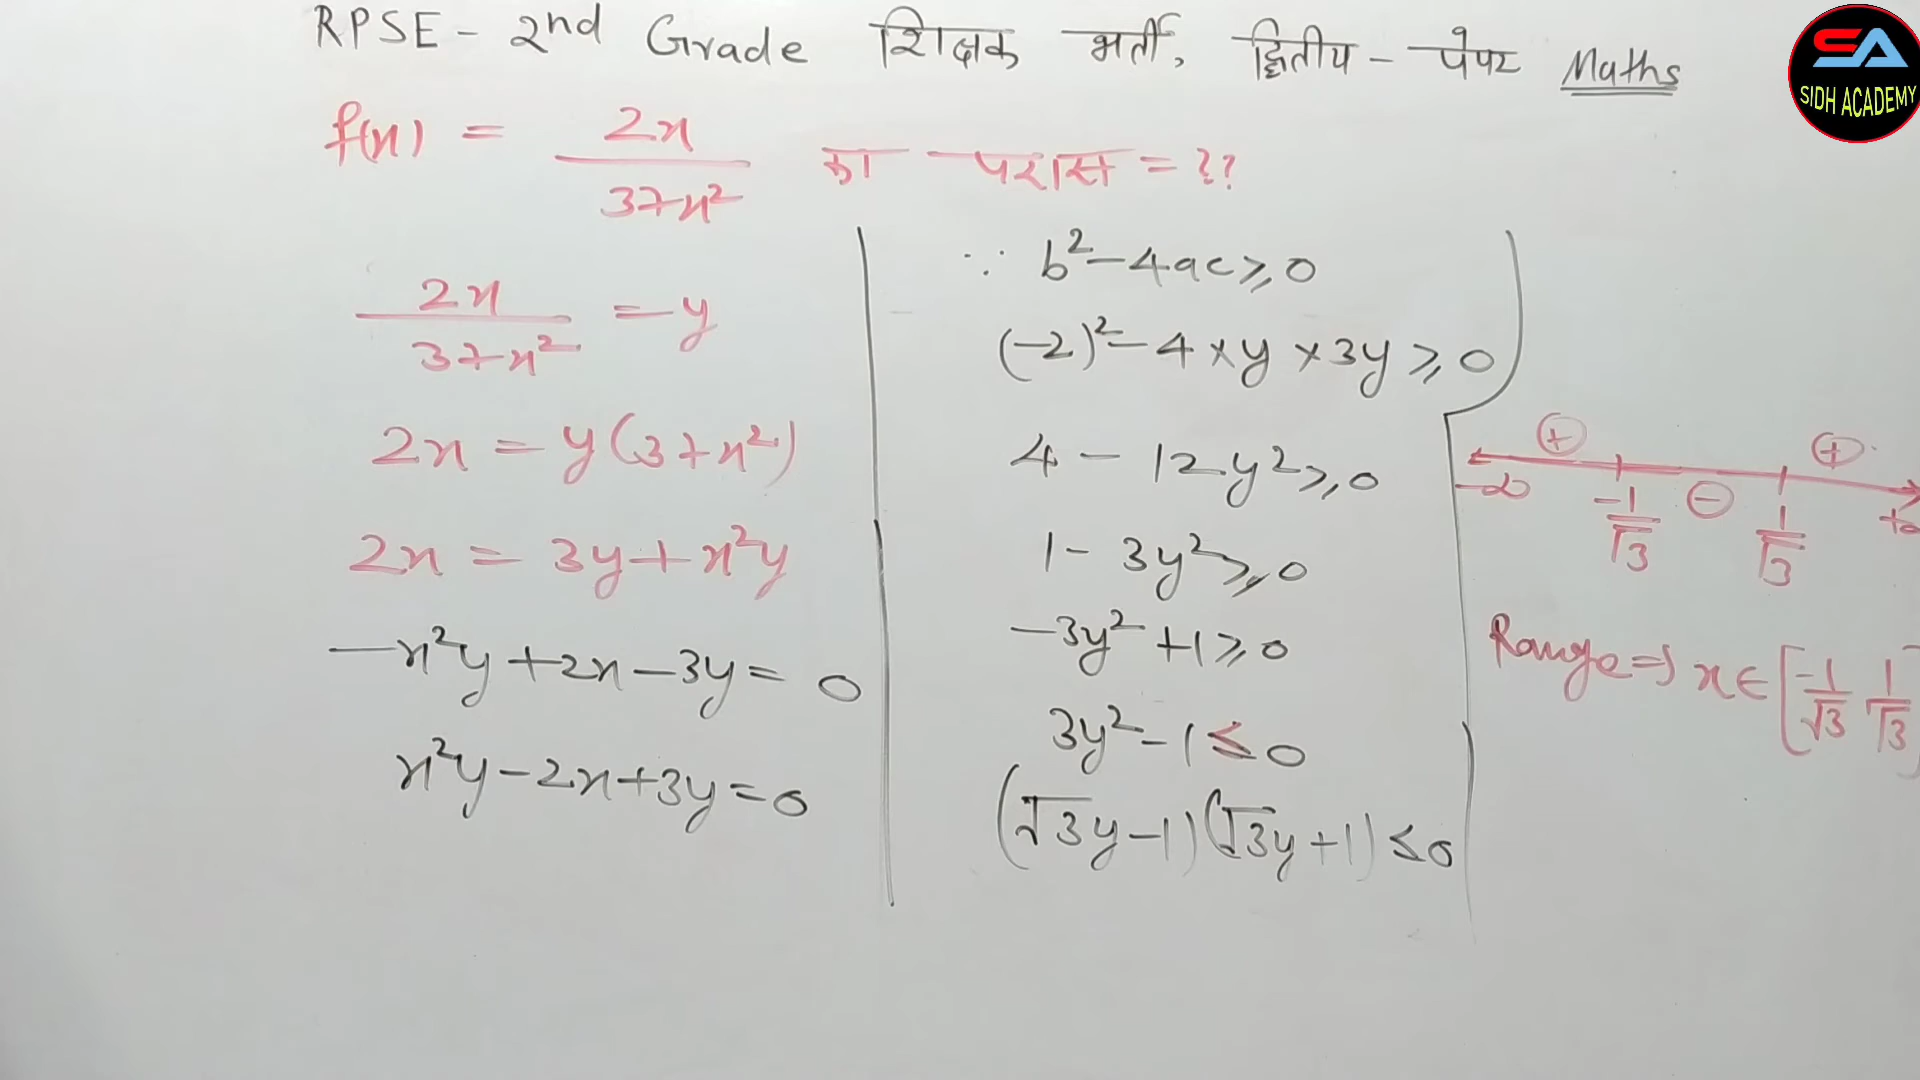 RPSE - 2nd Grade शिक्षक भर्ती, द्वितीय - पेपर Maths
SA
SIDH ACADEMY
f(x) = 2x / 3+x² का परास = ??
2x / 3+x² = y
2x = y(3+x²)
2x = 3y+x²y
-x²y+2x-3y=0
x²y-2x+3y=0
∵ b²-4ac≥0
(-2)²-4×y×3y≥0
4-12y²≥0
1-3y²≥0
-3y²+1≥0
3y²-1≤0
(√3y-1)(√3y+1)≤0
+ +
-∞ -1/√3 - 1/√3
Range⇒ x∈[-1/√3 1/√3]